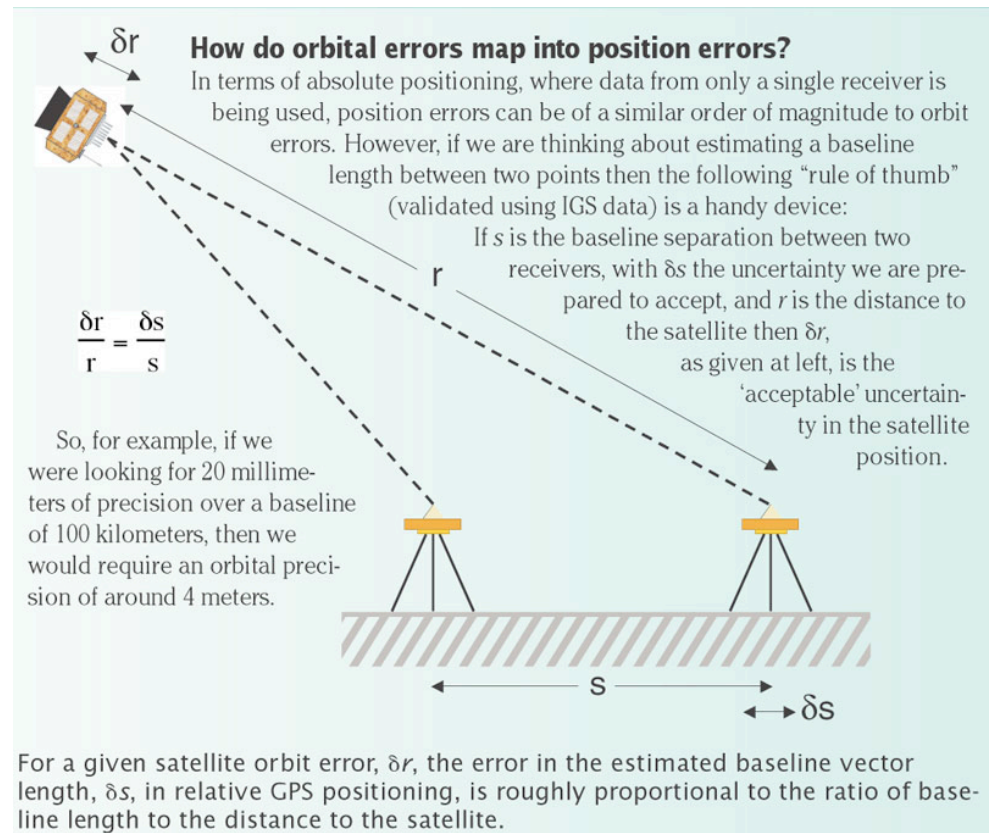 δr
How do orbital errors map into position errors?
In terms of absolute positioning, where data from only a single receiver is
being used, position errors can be of a similar order of magnitude to orbit
errors. However, if we are thinking about estimating a baseline
length between two points then the following “rule of thumb”
(validated using IGS data) is a handy device:
If s is the baseline separation between two
receivers, with δs the uncertainty we are pre-
pared to accept, and r is the distance to
the satellite then δr,
as given at left, is the
‘acceptable’ uncertain-
ty in the satellite
position.
r
δr/r = δs/s
So, for example, if we
were looking for 20 millime-
ters of precision over a baseline
of 100 kilometers, then we
would require an orbital preci-
sion of around 4 meters.
s
δs
For a given satellite orbit error, δr, the error in the estimated baseline vector
length, δs, in relative GPS positioning, is roughly proportional to the ratio of base-
line length to the distance to the satellite.